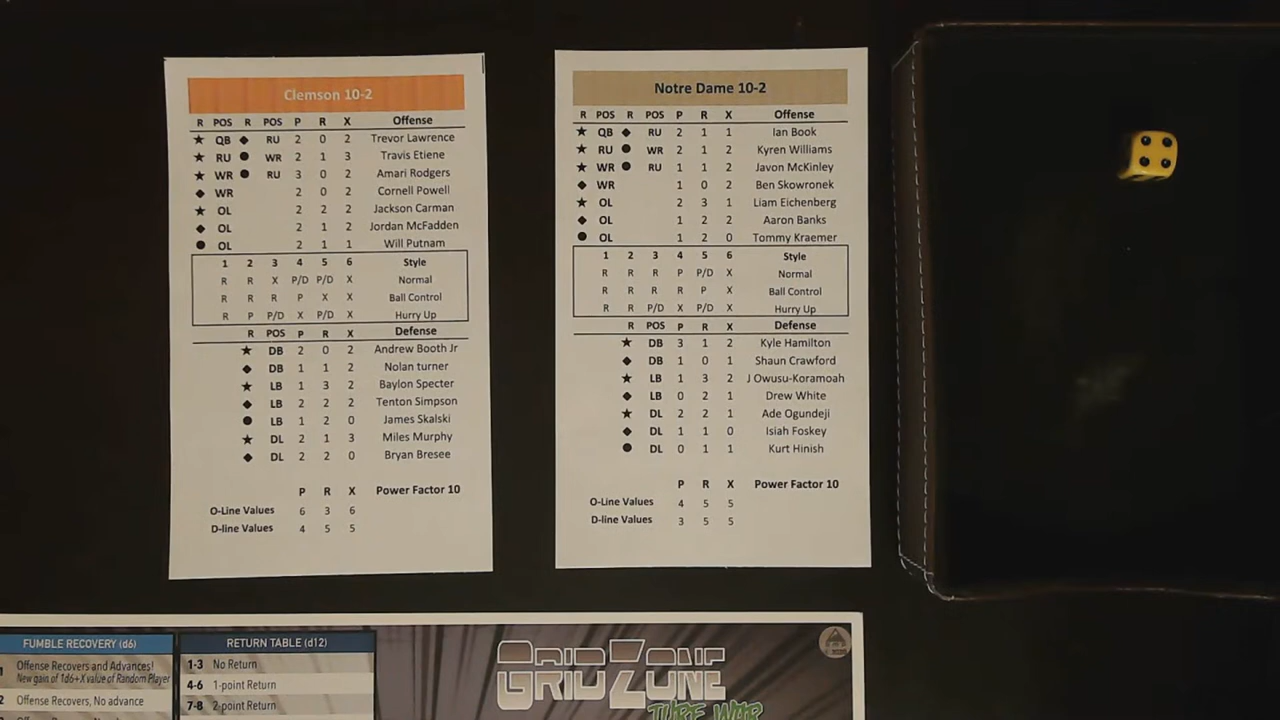 Clemson 10-2
R POS R POS P R X Offense
★ QB ◆ RU 2 0 2 Trevor Lawrence
★ RU ● WR 2 1 3 Travis Etiene
★ WR ● RU 3 0 2 Amari Rodgers
◆ WR 2 0 2 Cornell Powell
★ OL 2 2 2 Jackson Carman
◆ OL 2 1 2 Jordan McFadden
● OL 2 1 1 Will Putnam
1 2 3 4 5 6 Style
R R X P/D P/D X Normal
R R R P X X Ball Control
R P P/D X P/D X Hurry Up
R POS P R X Defense
★ DB 2 0 2 Andrew Booth Jr
◆ DB 1 1 2 Nolan turner
★ LB 1 3 2 Baylon Specter
◆ LB 2 2 2 Tenton Simpson
● LB 1 2 0 James Skalski
★ DL 2 1 3 Miles Murphy
◆ DL 2 2 0 Bryan Bresee
P R X Power Factor 10
O-Line Values 6 3 6
D-line Values 4 5 5
Notre Dame 10-2
R POS R POS P R X Offense
★ QB ◆ RU 2 1 1 Ian Book
★ RU ● WR 2 1 2 Kyren Williams
★ WR ● RU 1 1 2 Javon McKinley
◆ WR 1 0 2 Ben Skowronek
★ OL 2 3 1 Liam Eichenberg
◆ OL 1 2 2 Aaron Banks
● OL 1 2 0 Tommy Kraemer
1 2 3 4 5 6 Style
R R R P P/D X Normal
R R R R P X Ball Control
R R P/D X P/D X Hurry Up
R POS P R X Defense
★ DB 3 1 2 Kyle Hamilton
◆ DB 1 0 1 Shaun Crawford
★ LB 1 3 2 J Owusu-Koramoah
◆ LB 0 2 1 Drew White
★ DL 2 2 1 Ade Ogundeji
◆ DL 1 1 0 Isiah Foskey
● DL 0 1 1 Kurt Hinish
P R X Power Factor 10
O-Line Values 4 5 5
D-line Values 3 5 5
FUMBLE RECOVERY (d6)
1 Offense Recovers and Advances!
New gain of 1d6+X value of Random Player
2 Offense Recovers, No advance
RETURN TABLE (d12)
1-3 No Return
4-6 1-point Return
7-8 2-point Return
GRIDZONE
TURF WAR